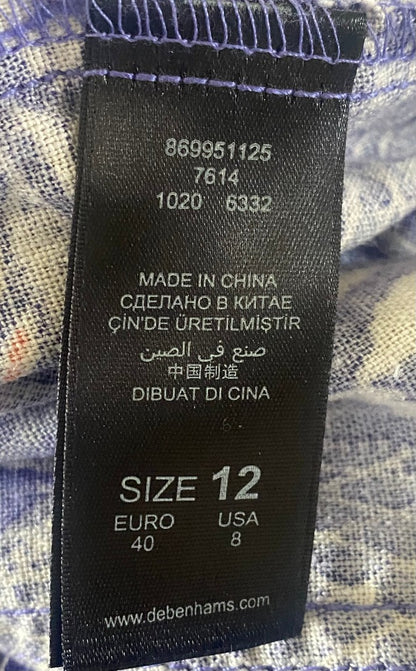 869951125
7614
1020 6332
MADE IN CHINA
СДЕЛАНО В КИТАЕ
ÇİN'DE ÜRETİLMİŞTİR
صنع في الصين
中国制造
DIBUAT DI CINA
SIZE 12
EURO USA
40 8
www.debenhams.com